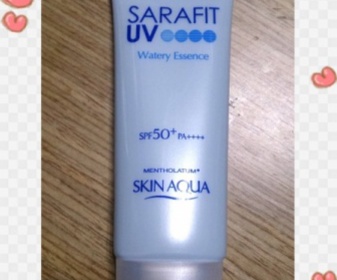 SARAFIT
UV
Watery Essence
SPF50+ PA++++
MENTHOLATUM®
SKIN AQUA